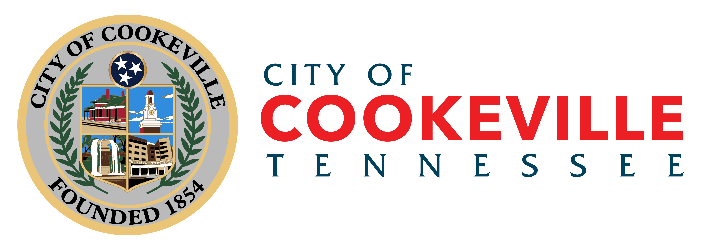 CITY OF COOKEVILLE
FOUNDED 1854
CITY OF
COOKEVILLE
TENNESSEE